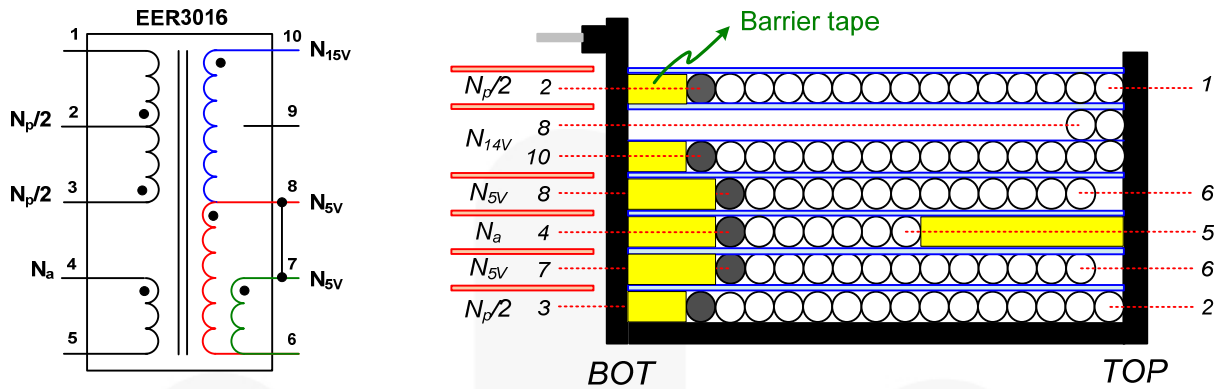 EER3016
1
10
N15V
2
Np/2
9
3
8
Np/2
N5V
Na
4
7
N5V
5
6
Barrier tape
Np/2 2 1
N14V 8
10
N5V 8 6
Na 4 5
N5V 7 6
Np/2 3 2
BOT TOP